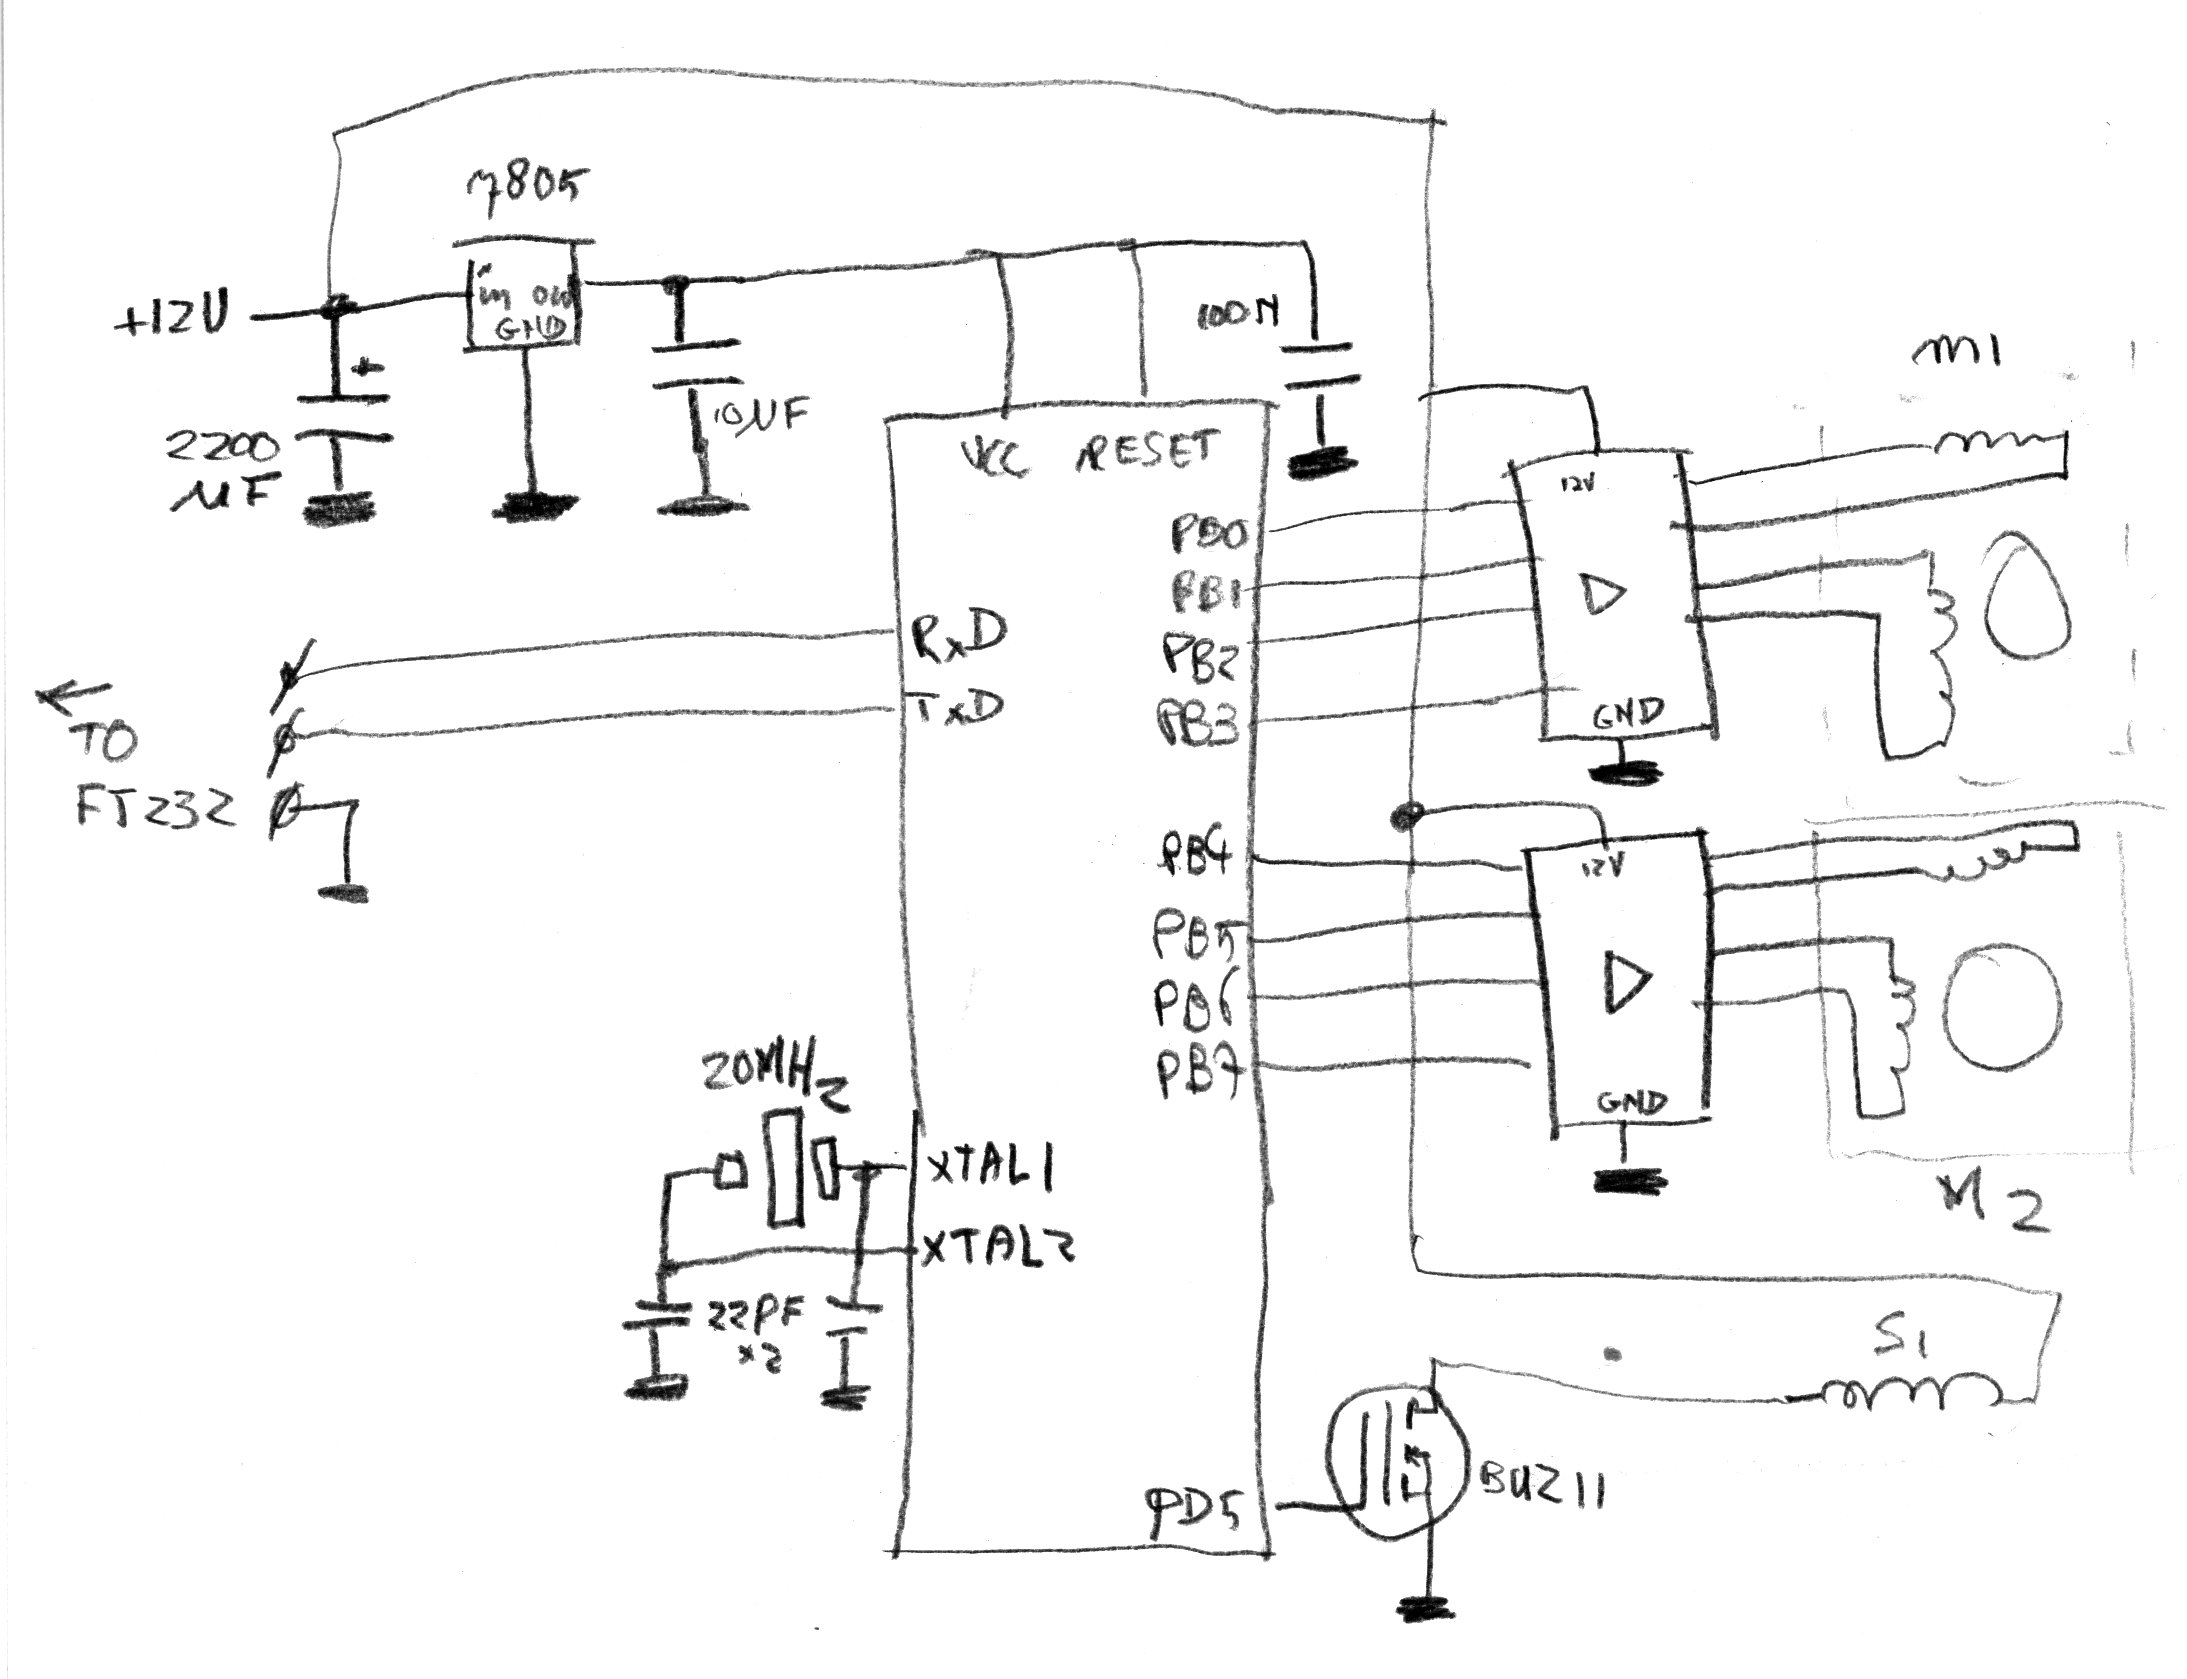 7805
+12V
in OUT
GND
+
2200
µF
10µF
100N
M1
VCC RESET
12V
PB0
PB1
PB2
PB3
GND
RxD
TxD
TO
FT232
PB4
PB5
PB6
PB7
12V
GND
M2
20MHz
XTAL1
XTAL2
22PF
x2
S1
PD5
BUZ11